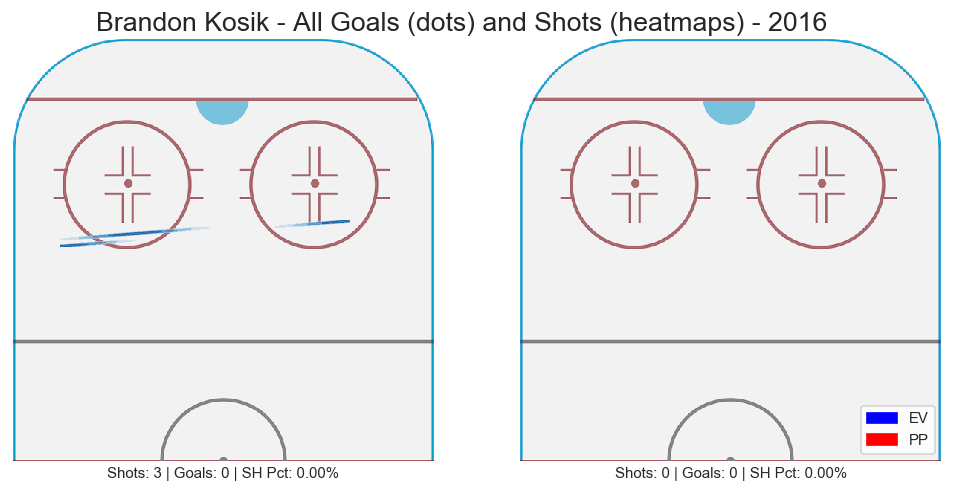 Brandon Kosik - All Goals (dots) and Shots (heatmaps) - 2016
EV
PP
Shots: 3 | Goals: 0 | SH Pct: 0.00%
Shots: 0 | Goals: 0 | SH Pct: 0.00%